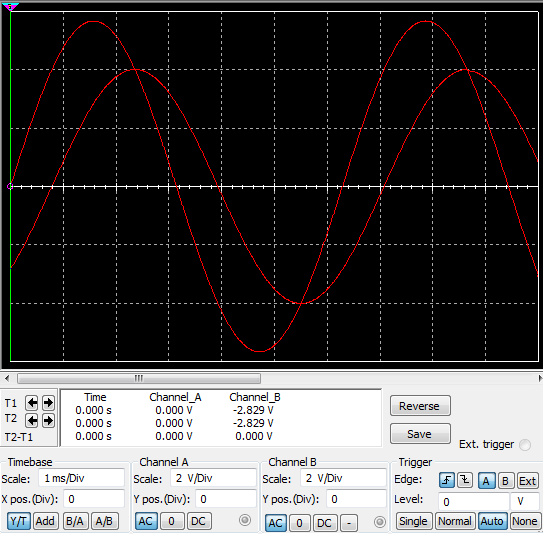 Time Channel_A Channel_B
T1 0.000 s 0.000 V -2.829 V
T2 0.000 s 0.000 V -2.829 V
T2-T1 0.000 s 0.000 V 0.000 V
Reverse
Save
Ext. trigger
Timebase
Scale: 1 ms/Div
X pos.(Div): 0
Y/T Add B/A A/B
Channel A
Scale: 2 V/Div
Y pos.(Div): 0
AC 0 DC
Channel B
Scale: 2 V/Div
Y pos.(Div): 0
AC 0 DC -
Trigger
Edge: A B Ext
Level: 0 V
Single Normal Auto None